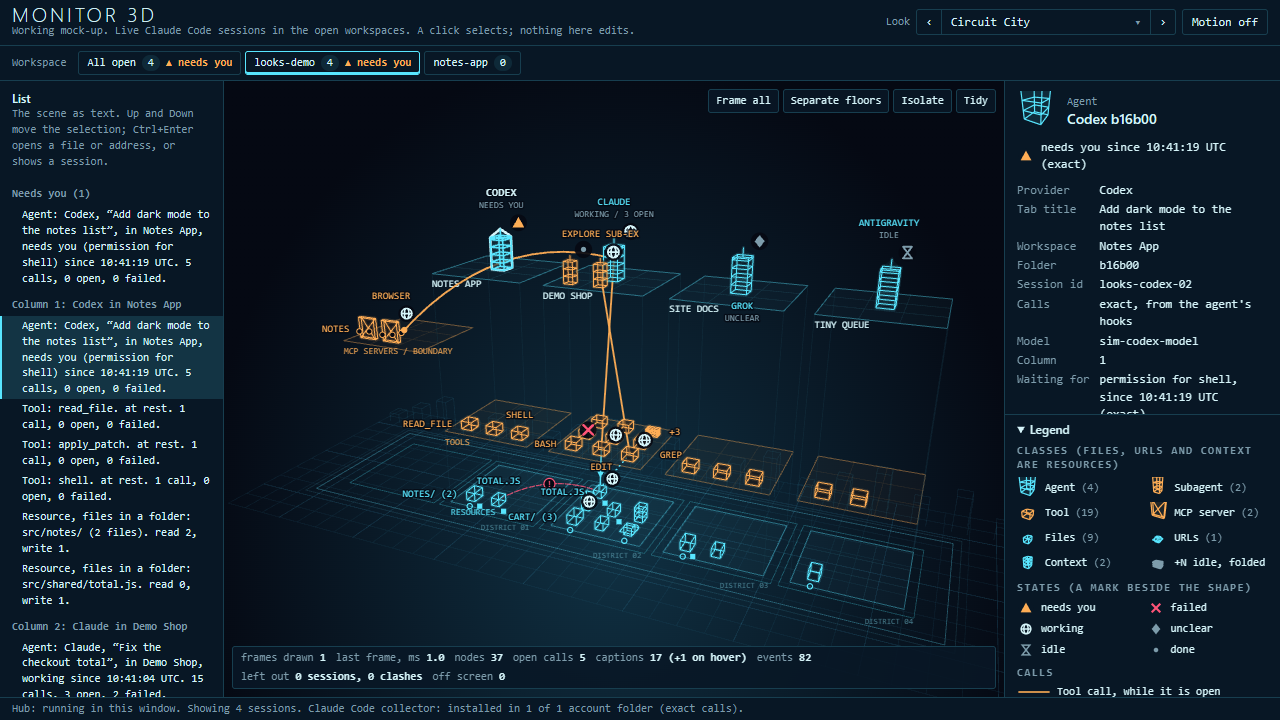 MONITOR 3D
Working mock-up. Live Claude Code sessions in the open workspaces. A click selects; nothing here edits.
Look
‹
Circuit City
›
Motion off
Workspace
All open 4 ▲ needs you
looks-demo 4 ▲ needs you
notes-app 0
List
The scene as text. Up and Down
move the selection; Ctrl+Enter
opens a file or address, or
shows a session.
Needs you (1)
Agent: Codex, “Add dark mode to
the notes list”, in Notes App,
needs you (permission for
shell) since 10:41:19 UTC. 5
calls, 0 open, 0 failed.
Column 1: Codex in Notes App
Agent: Codex, “Add dark mode to
the notes list”, in Notes App,
needs you (permission for
shell) since 10:41:19 UTC. 5
calls, 0 open, 0 failed.
Tool: read_file. at rest. 1
call, 0 open, 0 failed.
Tool: apply_patch. at rest. 1
call, 0 open, 0 failed.
Tool: shell. at rest. 1 call, 0
open, 0 failed.
Resource, files in a folder:
src/notes/ (2 files). read 2,
write 1.
Resource, files in a folder:
src/shared/total.js. read 0,
write 1.
Column 2: Claude in Demo Shop
Agent: Claude, “Fix the
checkout total”, in Demo Shop,
working since 10:41:04 UTC. 15
calls, 3 open, 2 failed.
Frame all
Separate floors
Isolate
Tidy
CODEX
NEEDS YOU
CLAUDE
WORKING / 3 OPEN
EXPLORE SUB-EX
ANTIGRAVITY
IDLE
NOTES APP
DEMO SHOP
SITE DOCS
GROK
UNCLEAR
TINY QUEUE
BROWSER
NOTES
MCP SERVERS / BOUNDARY
READ_FILE
SHELL
TOOLS
BASH
+3
GREP
EDIT
NOTES/ (2)
TOTAL.JS
TOTAL.JS
RESOURCES
CART/ (3)
DISTRICT 01
DISTRICT 02
DISTRICT 03
DISTRICT 04
frames drawn 1 last frame, ms 1.0 nodes 37 open calls 5 captions 17 (+1 on hover) events 82
left out 0 sessions, 0 clashes off screen 0
Agent
Codex b16b00
needs you since 10:41:19 UTC
(exact)
Provider Codex
Tab title Add dark mode to the
notes list
Workspace Notes App
Folder b16b00
Session id looks-codex-02
Calls exact, from the agent's
hooks
Model sim-codex-model
Column 1
Waiting for permission for shell,
since 10:41:19 UTC
(exact)
▼ Legend
CLASSES (FILES, URLS AND CONTEXT
ARE RESOURCES)
Agent (4) Subagent (2)
Tool (19) MCP server (2)
Files (9) URLs (1)
Context (2) +N idle, folded
STATES (A MARK BESIDE THE SHAPE)
needs you failed
working unclear
idle done
CALLS
Tool call, while it is open
Hub: running in this window. Showing 4 sessions. Claude Code collector: installed in 1 of 1 account folder (exact calls).